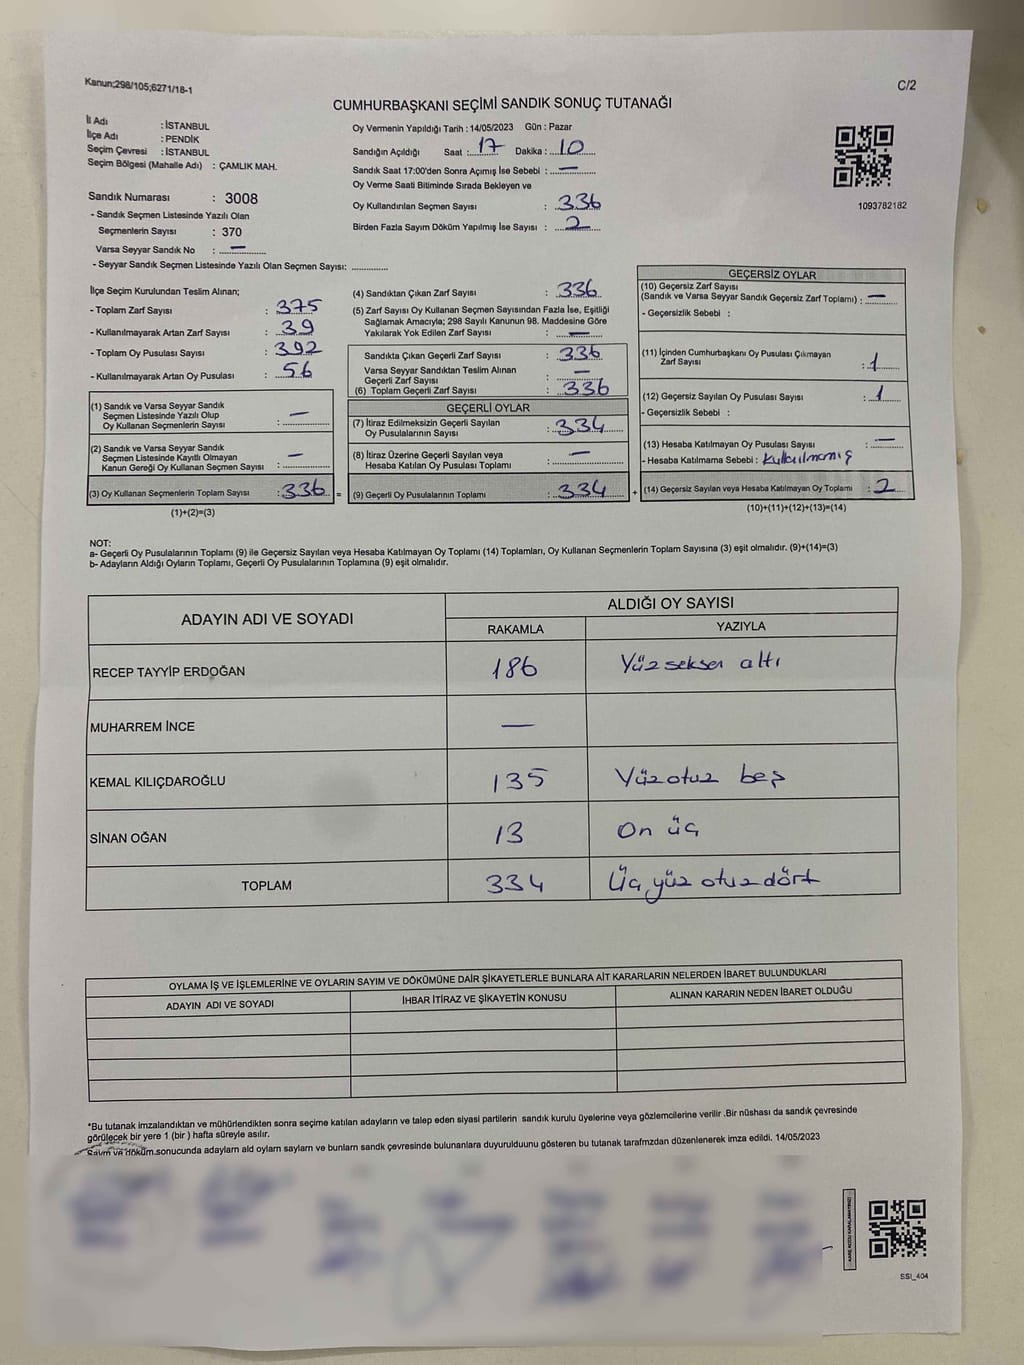 Kanun;298/105;6271/18-1
C/2
CUMHURBAŞKANI SEÇİMİ SANDIK SONUÇ TUTANAĞI
İl Adı : İSTANBUL
İlçe Adı : PENDİK
Seçim Çevresi : İSTANBUL
Seçim Bölgesi (Mahalle Adı) : ÇAMLIK MAH.
Sandık Numarası : 3008
- Sandık Seçmen Listesinde Yazılı Olan
Seçmenlerin Sayısı : 370
Varsa Seyyar Sandık No : —
- Seyyar Sandık Seçmen Listesinde Yazılı Olan Seçmen Sayısı: ..............
Oy Vermenin Yapıldığı Tarih : 14/05/2023 Gün : Pazar
Sandığın Açıldığı Saat : 17 Dakika : 10
Sandık Saat 17:00'den Sonra Açımış İse Sebebi : —
Oy Verme Saati Bitiminde Sırada Bekleyen ve
Oy Kullandırılan Seçmen Sayısı : 336
Birden Fazla Sayım Döküm Yapılmış İse Sayısı : 2
1093782182
İlçe Seçim Kurulundan Teslim Alınan;
- Toplam Zarf Sayısı : 375
- Kullanılmayarak Artan Zarf Sayısı : 39
- Toplam Oy Pusulası Sayısı : 392
- Kullanılmayarak Artan Oy Pusulası : 56
(1) Sandık ve Varsa Seyyar Sandık
Seçmen Listesinde Yazılı Olup
Oy Kullanan Seçmenlerin Sayısı : —
(2) Sandık ve Varsa Seyyar Sandık
Seçmen Listesinde Kayıtlı Olmayan
Kanun Gereği Oy Kullanan Seçmen Sayısı : —
(3) Oy Kullanan Seçmenlerin Toplam Sayısı : 336 =
(1)+(2)=(3)
(4) Sandıktan Çıkan Zarf Sayısı : 336
(5) Zarf Sayısı Oy Kullanan Seçmen Sayısından Fazla İse, Eşitliği
Sağlamak Amacıyla; 298 Sayılı Kanunun 98. Maddesine Göre
Yakılarak Yok Edilen Zarf Sayısı : —
Sandıkta Çıkan Geçerli Zarf Sayısı : 336
Varsa Seyyar Sandıktan Teslim Alınan
Geçerli Zarf Sayısı : —
(6) Toplam Geçerli Zarf Sayısı : 336
GEÇERLİ OYLAR
(7) İtiraz Edilmeksizin Geçerli Sayılan
Oy Pusulalarının Sayısı : 334
(8) İtiraz Üzerine Geçerli Sayılan veya
Hesaba Katılan Oy Pusulası Toplamı : —
(9) Geçerli Oy Pusulalarının Toplamı : 334 +
GEÇERSİZ OYLAR
(10) Geçersiz Zarf Sayısı
(Sandık ve Varsa Seyyar Sandık Geçersiz Zarf Toplamı) : —
- Geçersizlik Sebebi :
(11) İçinden Cumhurbaşkanı Oy Pusulası Çıkmayan
Zarf Sayısı : 1
(12) Geçersiz Sayılan Oy Pusulası Sayısı : 1
- Geçersizlik Sebebi :
(13) Hesaba Katılmayan Oy Pusulası Sayısı : —
- Hesaba Katılmama Sebebi : Kullanılmamış
(14) Geçersiz Sayılan veya Hesaba Katılmayan Oy Toplamı : 2
(10)+(11)+(12)+(13)=(14)
NOT:
a- Geçerli Oy Pusulalarının Toplamı (9) ile Geçersiz Sayılan veya Hesaba Katılmayan Oy Toplamı (14) Toplamları, Oy Kullanan Seçmenlerin Toplam Sayısına (3) eşit olmalıdır. (9)+(14)=(3)
b- Adayların Aldığı Oyların Toplamı, Geçerli Oy Pusulalarının Toplamına (9) eşit olmalıdır.
ADAYIN ADI VE SOYADI ALDIĞI OY SAYISI
RAKAMLA YAZIYLA
RECEP TAYYİP ERDOĞAN 186 Yüz seksen altı
MUHARREM İNCE —
KEMAL KILIÇDAROĞLU 135 Yüz otuz beş
SİNAN OĞAN 13 On üç
TOPLAM 334 Üç yüz otuz dört
OYLAMA İŞ VE İŞLEMLERİNE VE OYLARIN SAYIM VE DÖKÜMÜNE DAİR ŞİKAYETLERLE BUNLARA AİT KARARLARIN NELERDEN İBARET BULUNDUKLARI
ADAYIN ADI VE SOYADI İHBAR İTİRAZ VE ŞİKAYETİN KONUSU ALINAN KARARIN NEDEN İBARET OLDUĞU
*Bu tutanak imzalandıktan ve mühürlendikten sonra seçime katılan adayların ve talep eden siyasi partilerin sandık kurulu üyelerine veya gözlemcilerine verilir .Bir nüshası da sandık çevresinde
görülecek bir yere 1 (bir ) hafta süreyle asılır.
Sayım ve döküm sonucunda adayların ald oyların sayların ve bunların sandk çevresinde bulunanlara duyurulduunu gösteren bu tutanak tarafmzdan düzenlenerek imza edildi. 14/05/2023
SSI_404